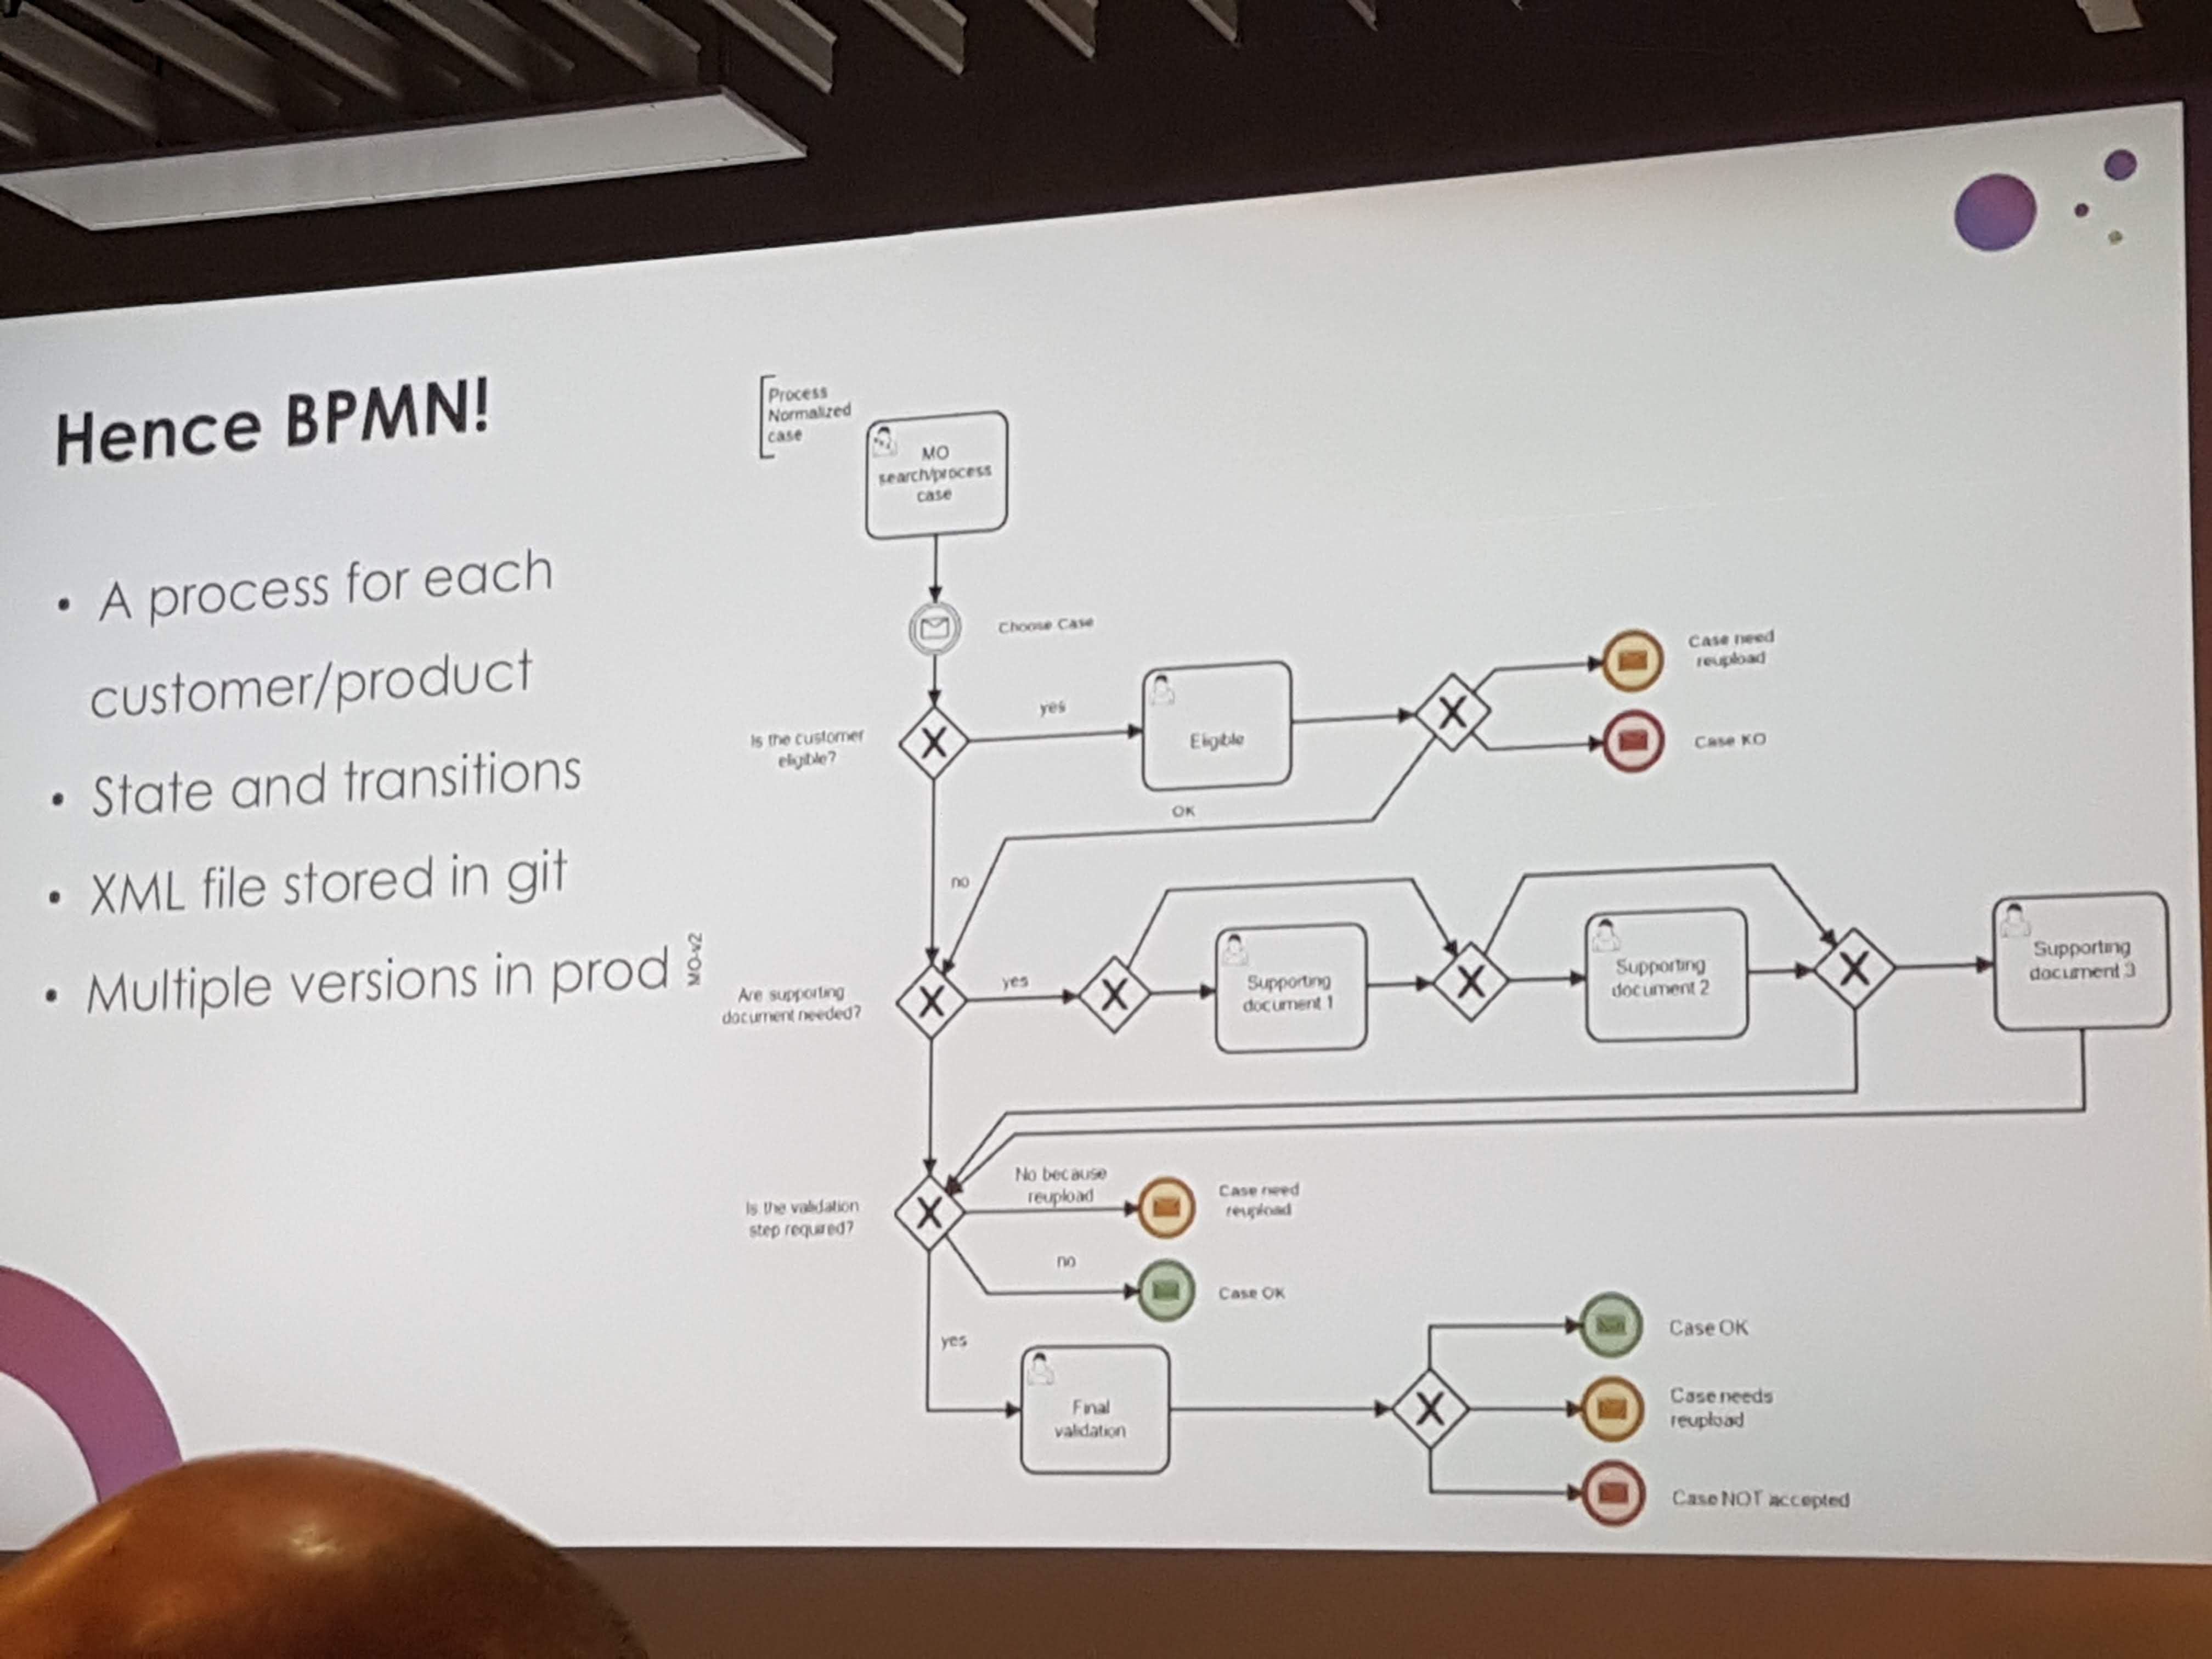 Hence BPMN!
• A process for each
customer/product
• State and transitions
• XML file stored in git
• Multiple versions in prod
MO-v2
Process
Normalized
case
MO
search/process
case
Choose Case
Is the customer
eligible?
yes
Eligible
Case need
reupload
Case KO
OK
no
Are supporting
document needed?
yes
Supporting
document 1
Supporting
document 2
Supporting
document 3
Is the validation
step required?
No because
reupload
Case need
reupload
no
Case OK
yes
Final
validation
Case OK
Case needs
reupload
Case NOT accepted